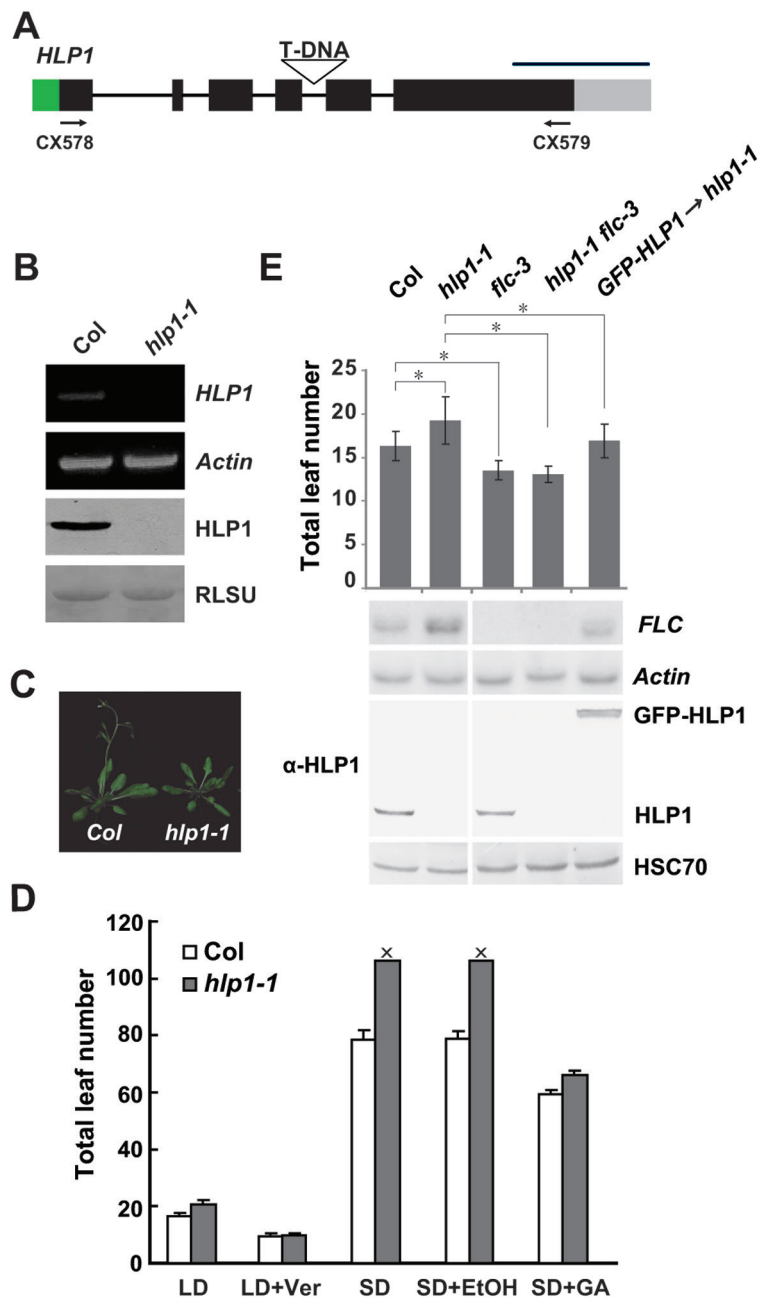 A
HLP1
T-DNA
CX578
CX579
B
Col
hlp1-1
HLP1
Actin
HLP1
RLSU
C
Col
hlp1-1
E
Col
hlp1-1
flc-3
hlp1-1 flc-3
GFP-HLP1 → hlp1-1
*
*
*
*
Total leaf number
25
20
15
10
5
0
FLC
Actin
GFP-HLP1
α-HLP1
HLP1
HSC70
D
Total leaf number
120
100
80
60
40
20
0
Col
hlp1-1
×
×
LD
LD+Ver
SD
SD+EtOH
SD+GA